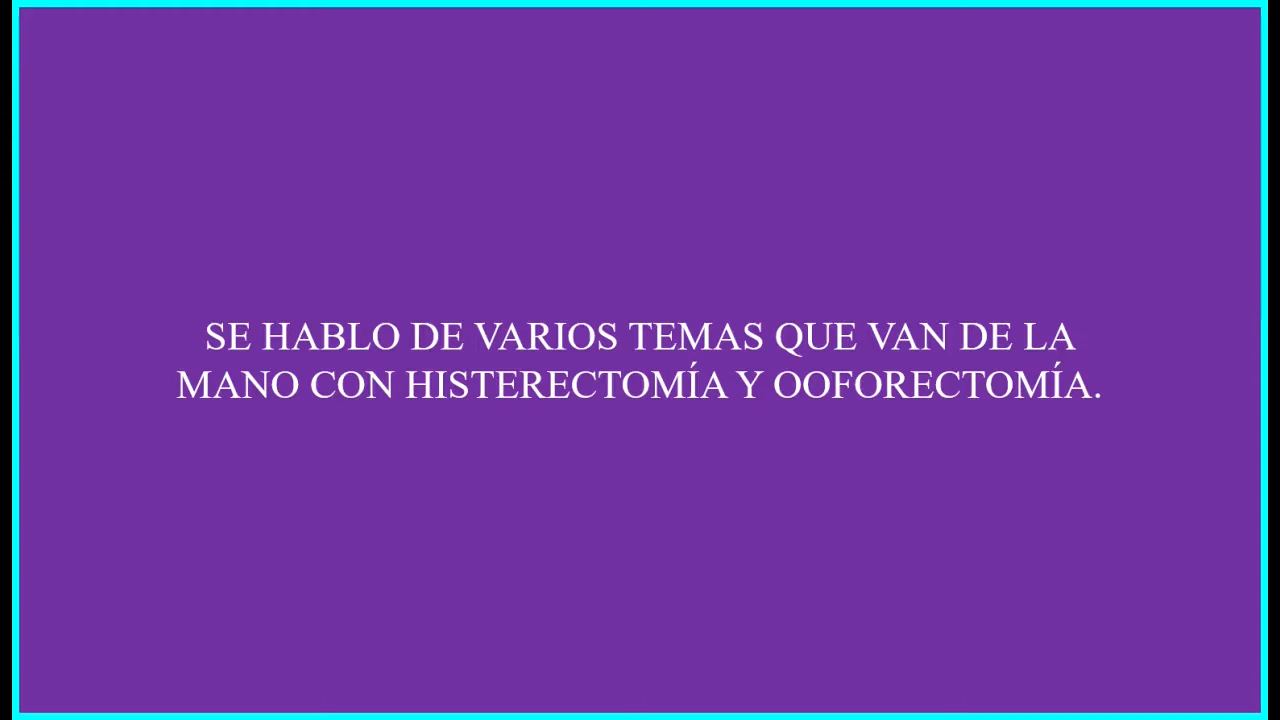 SE HABLO DE VARIOS TEMAS QUE VAN DE LA
MANO CON HISTERECTOMÍA Y OOFORECTOMÍA.